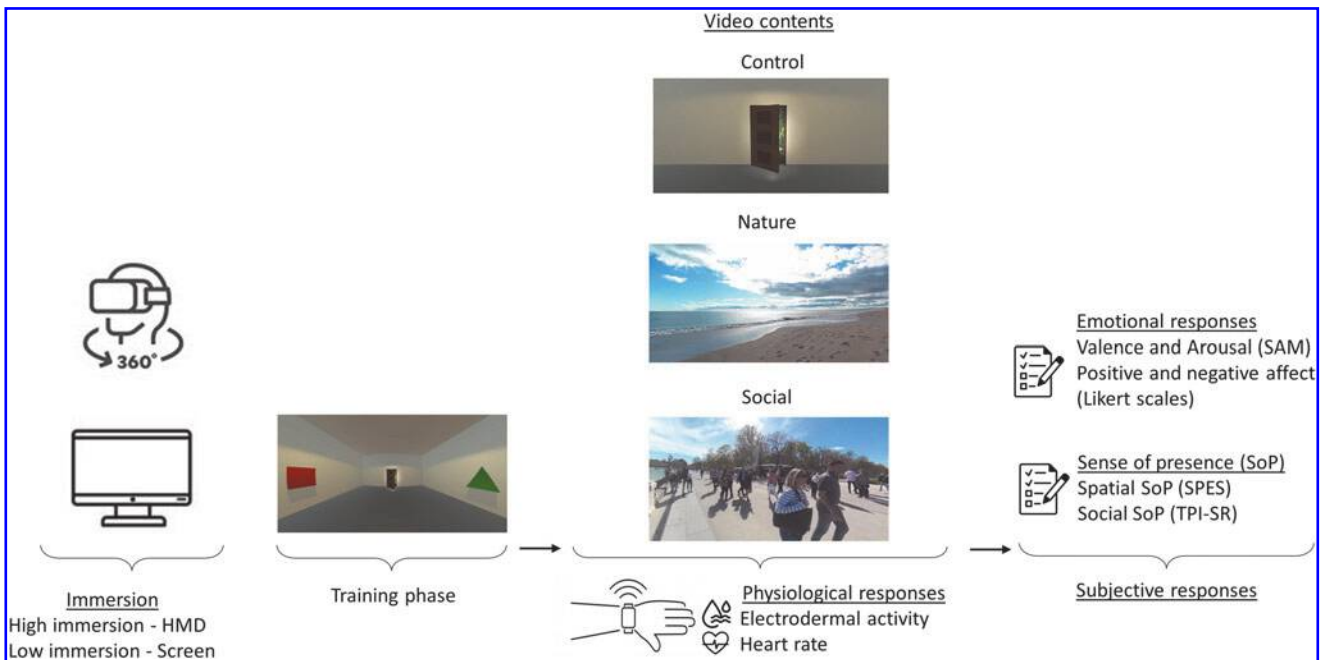 Video contents
Control
Nature
Social
360°
Immersion
High immersion - HMD
Low immersion - Screen
Training phase
Physiological responses
Electrodermal activity
Heart rate
Emotional responses
Valence and Arousal (SAM)
Positive and negative affect
(Likert scales)
Sense of presence (SoP)
Spatial SoP (SPES)
Social SoP (TPI-SR)
Subjective responses